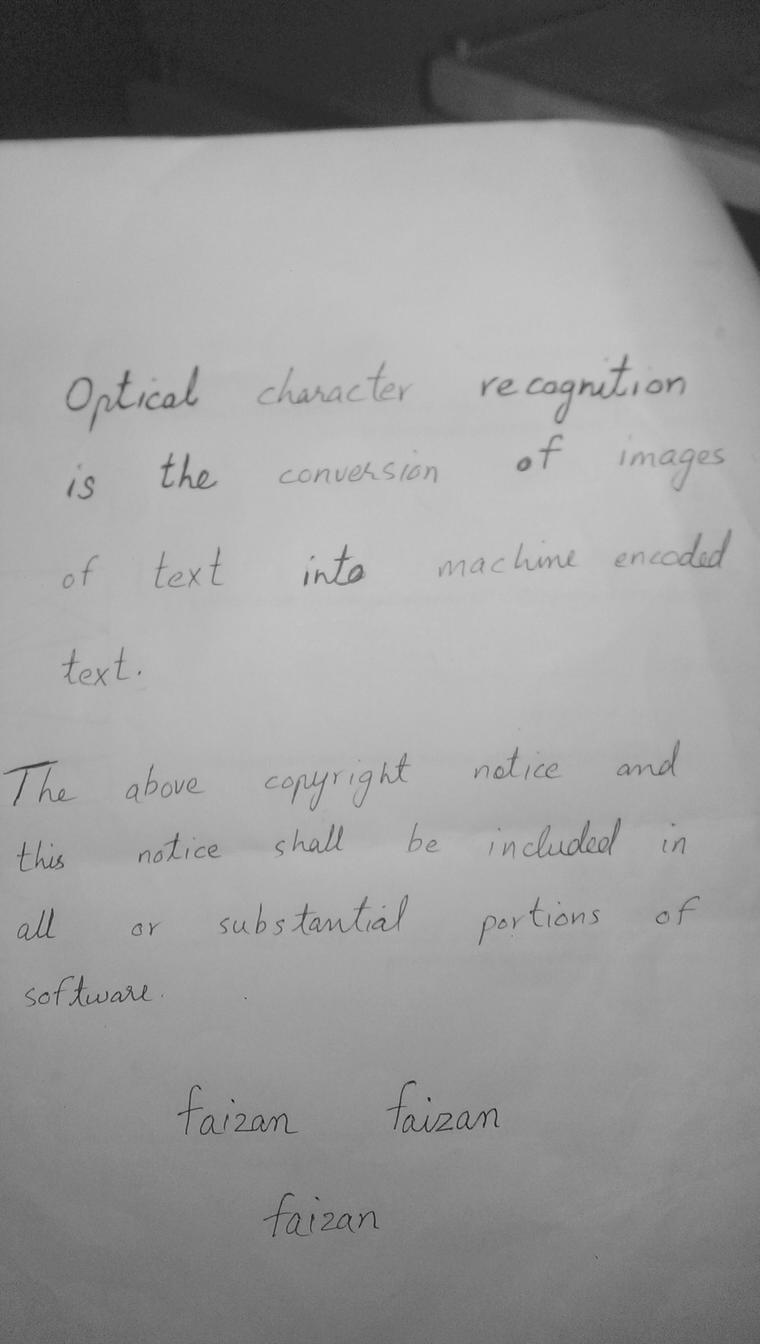 Optical character recognition
is the conversion of images
of text into machine encoded
text.
The above copyright notice and
this notice shall be included in
all or substantial portions of
software.
faizan faizan
faizan